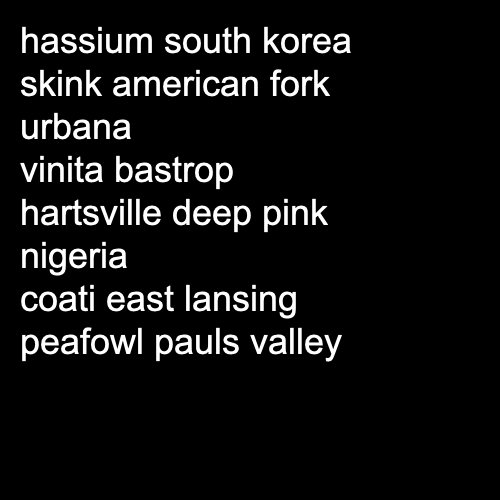 hassium south korea
skink american fork
urbana
vinita bastrop
hartsville deep pink
nigeria
coati east lansing
peafowl pauls valley